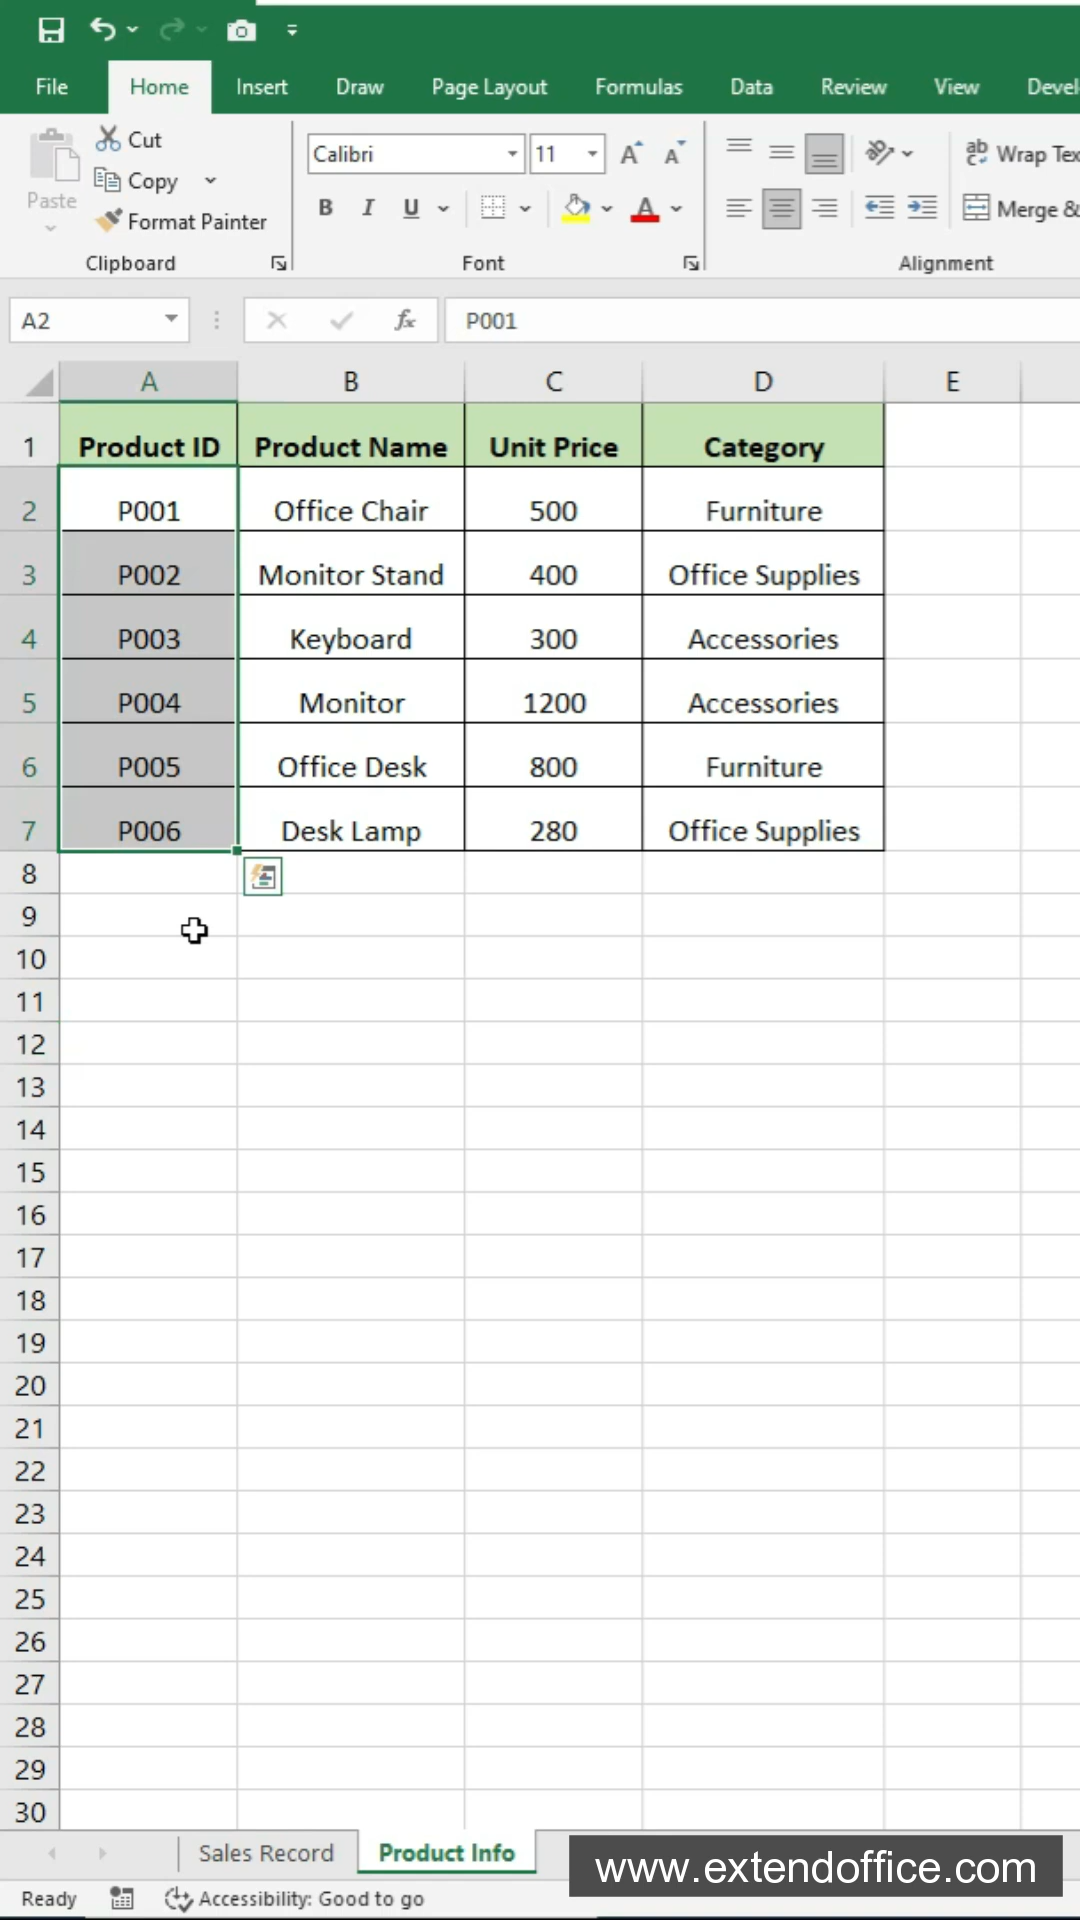 File Home Insert Draw Page Layout Formulas Data Review View Devel
Cut
Copy
Paste
Format Painter
Clipboard
Calibri 11
B I U
Font
Wrap Tex
Merge &
Alignment
A2 fx P001
A B C D E
1 Product ID Product Name Unit Price Category
2 P001 Office Chair 500 Furniture
3 P002 Monitor Stand 400 Office Supplies
4 P003 Keyboard 300 Accessories
5 P004 Monitor 1200 Accessories
6 P005 Office Desk 800 Furniture
7 P006 Desk Lamp 280 Office Supplies
8
9
10
11
12
13
14
15
16
17
18
19
20
21
22
23
24
25
26
27
28
29
30
Sales Record Product Info
www.extendoffice.com
Ready Accessibility: Good to go